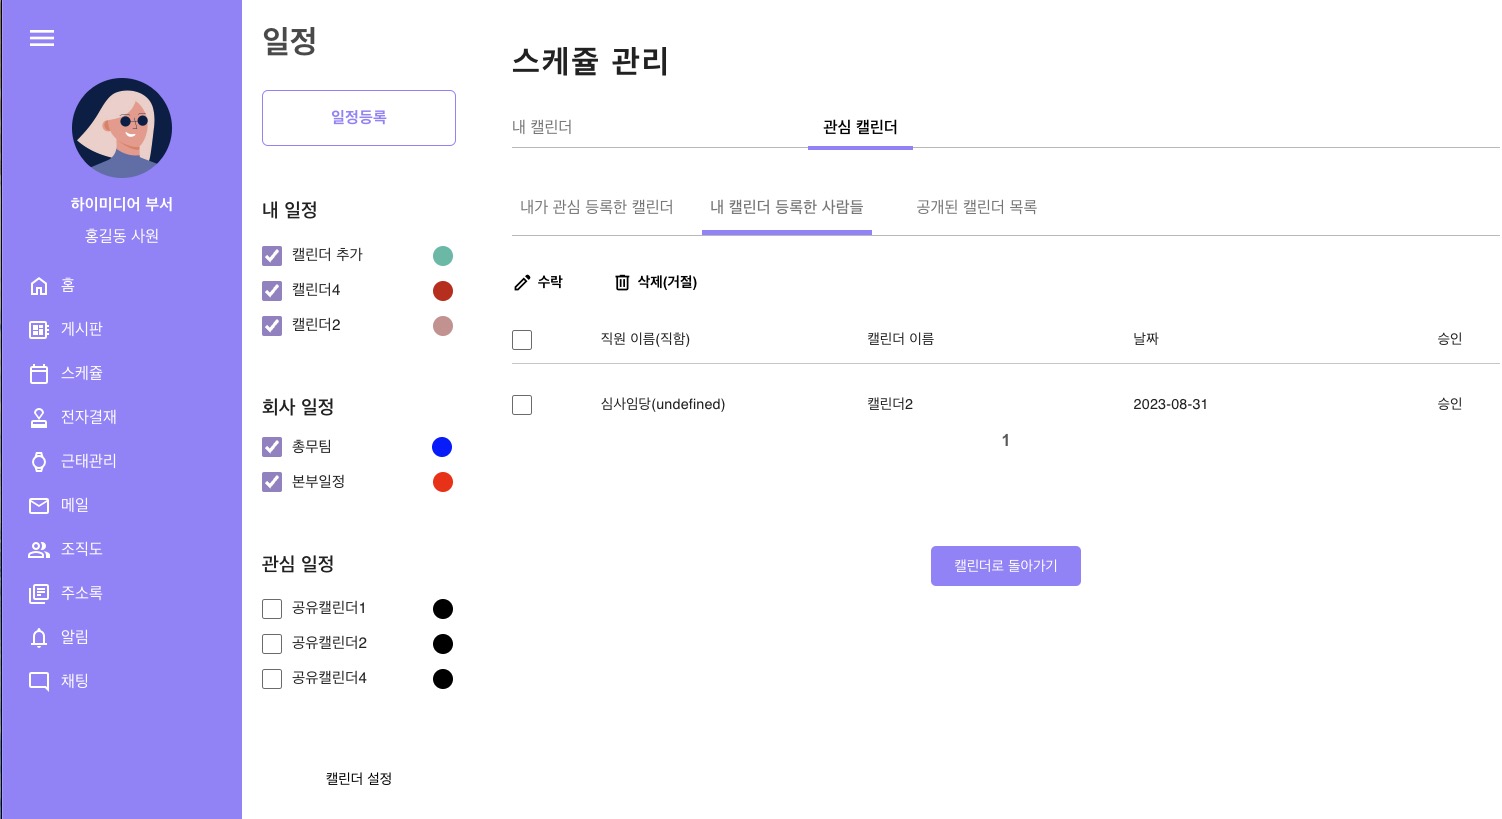 하이미디어 부서
홍길동 사원
홈
게시판
스케쥴
전자결재
근태관리
메일
조직도
주소록
알림
채팅
일정
일정등록
내 일정
캘린더 추가
캘린더4
캘린더2
회사 일정
총무팀
본부일정
관심 일정
공유캘린더1
공유캘린더2
공유캘린더4
캘린더 설정
스케쥴 관리
내 캘린더 관심 캘린더
내가 관심 등록한 캘린더 내 캘린더 등록한 사람들 공개된 캘린더 목록
수락 삭제(거절)
직원 이름(직함) 캘린더 이름 날짜 승인
심사임당(undefined) 캘린더2 2023-08-31 승인
1
캘린더로 돌아가기